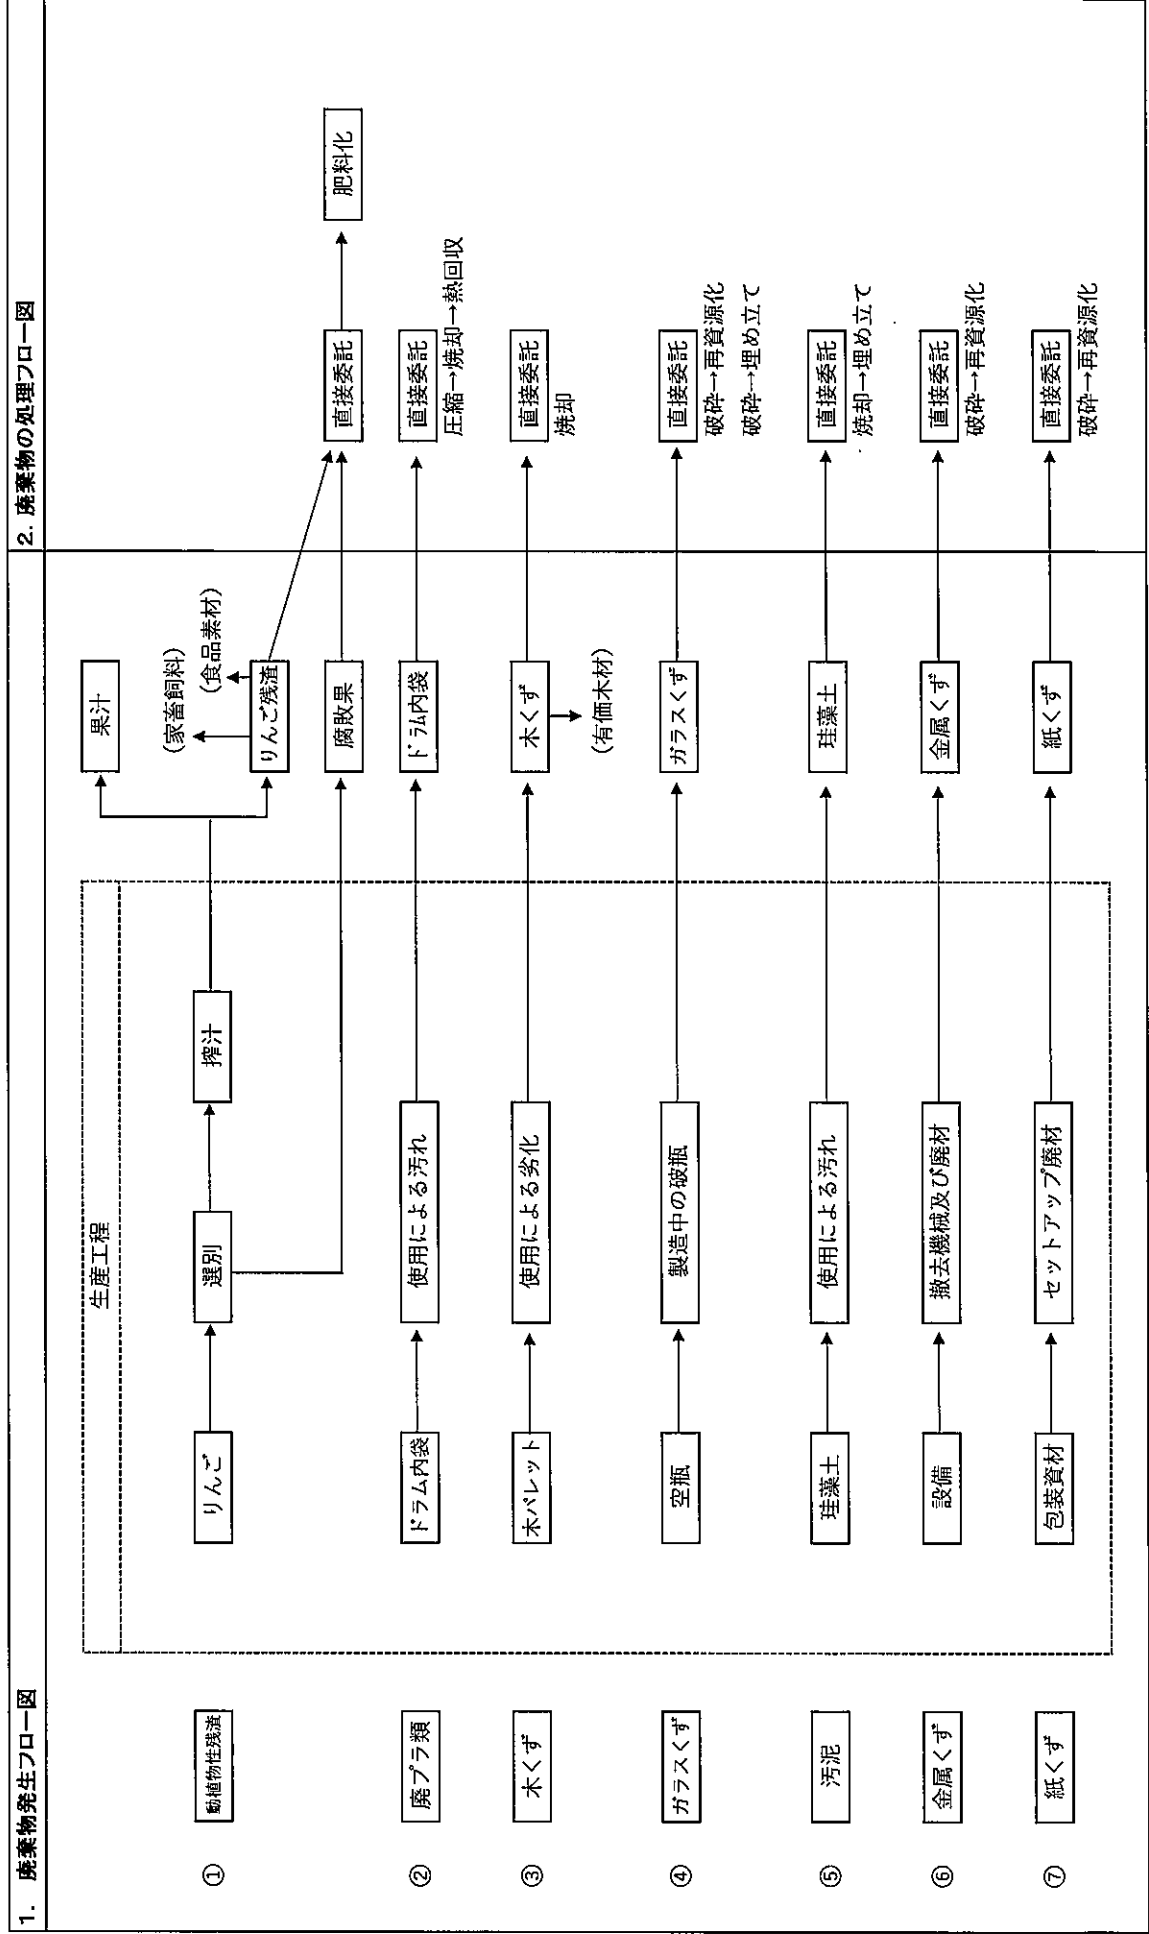 1. 廃棄物発生フロー図
2. 廃棄物の処理フロー図
生産工程
果汁
(家畜飼料)
(食品素材)
①
動植物性残渣
りんご
選別
搾汁
りんご残渣
腐敗果
直接委託
肥料化
②
廃プラ類
ドラム内袋
使用による汚れ
ドラム内袋
直接委託
圧縮→焼却→熱回収
③
木くず
木パレット
使用による劣化
木くず
(有価木材)
直接委託
焼却
④
ガラスくず
空瓶
製造中の破瓶
ガラスくず
直接委託
破砕→再資源化
破砕→埋め立て
⑤
汚泥
珪藻土
使用による汚れ
珪藻土
直接委託
焼却→埋め立て
⑥
金属くず
設備
撤去機械及び廃材
金属くず
直接委託
破砕→再資源化
⑦
紙くず
包装資材
セットアップ廃材
紙くず
直接委託
破砕→再資源化